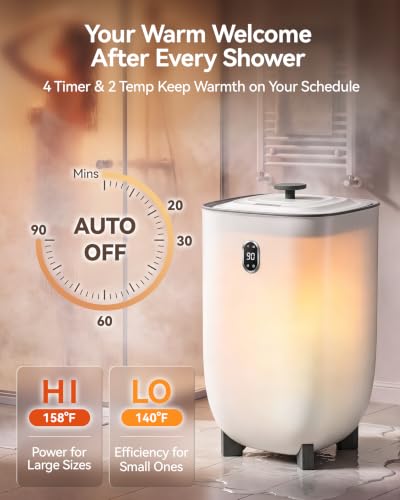 Your Warm Welcome
After Every Shower
4 Timer & 2 Temp Keep Warmth on Your Schedule
Mins
20
30
60
90
AUTO
OFF
90
HI
158°F
Power for
Large Sizes
LO
140°F
Efficiency for
Small Ones